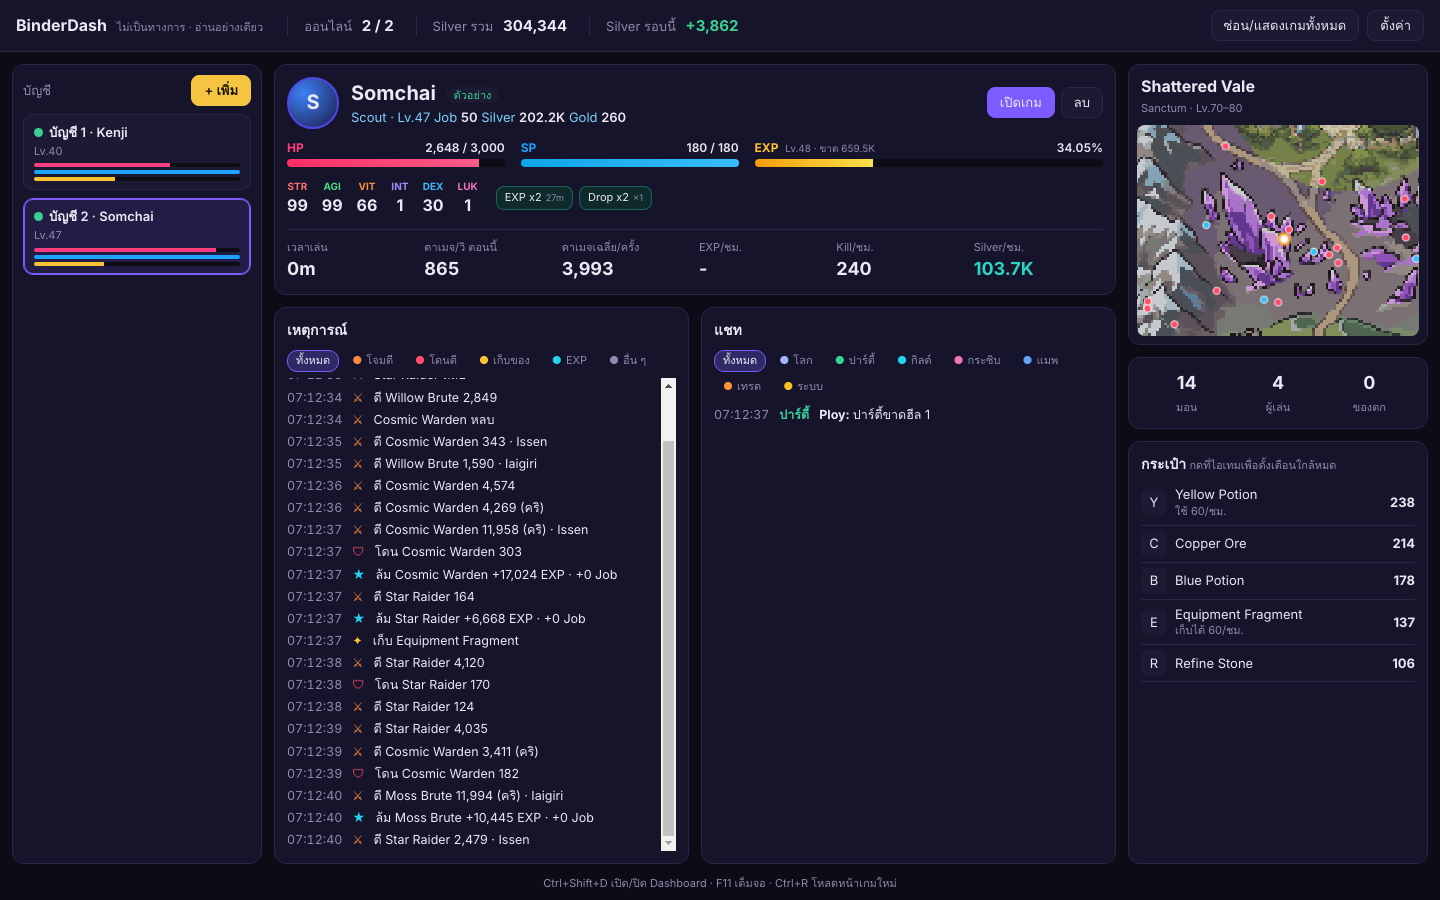 BinderDash ไม่เป็นทางการ · อ่านอย่างเดียว ออนไลน์ 2 / 2 Silver รวม 304,344 Silver รอบนี้ +3,862 ซ่อน/แสดงเกมทั้งหมด ตั้งค่า
บัญชี + เพิ่ม
บัญชี 1 · Kenji
Lv.40
บัญชี 2 · Somchai
Lv.47
S
Somchai ตัวอย่าง
Scout · Lv.47 Job 50 Silver 202.2K Gold 260
เปิดเกม ลบ
HP 2,648 / 3,000 SP 180 / 180 EXP Lv.48 · ขาด 659.5K 34.05%
STR AGI VIT INT DEX LUK
99 99 66 1 30 1
EXP x2 27m Drop x2 ×1
เวลาเล่น ดาเมจ/วิ ตอนนี้ ดาเมจเฉลี่ย/ครั้ง EXP/ชม. Kill/ชม. Silver/ชม.
0m 865 3,993 - 240 103.7K
เหตุการณ์
ทั้งหมด โจมตี โดนตี เก็บของ EXP อื่น ๆ
07:12:34 ตี Willow Brute 2,849
07:12:34 Cosmic Warden หลบ
07:12:35 ตี Cosmic Warden 343 · Issen
07:12:35 ตี Willow Brute 1,590 · Iaigiri
07:12:36 ตี Cosmic Warden 4,574
07:12:36 ตี Cosmic Warden 4,269 (คริ)
07:12:37 ตี Cosmic Warden 11,958 (คริ) · Issen
07:12:37 โดน Cosmic Warden 303
07:12:37 ล้ม Cosmic Warden +17,024 EXP · +0 Job
07:12:37 ตี Star Raider 164
07:12:37 ล้ม Star Raider +6,668 EXP · +0 Job
07:12:37 เก็บ Equipment Fragment
07:12:38 ตี Star Raider 4,120
07:12:38 โดน Star Raider 170
07:12:38 ตี Star Raider 124
07:12:39 ตี Star Raider 4,035
07:12:39 ตี Cosmic Warden 3,411 (คริ)
07:12:39 โดน Cosmic Warden 182
07:12:40 ตี Moss Brute 11,994 (คริ) · Iaigiri
07:12:40 ล้ม Moss Brute +10,445 EXP · +0 Job
07:12:40 ตี Star Raider 2,479 · Issen
แชท
ทั้งหมด โลก ปาร์ตี้ กิลด์ กระซิบ แมพ
เทรด ระบบ
07:12:37 ปาร์ตี้ Ploy: ปาร์ตี้ขาดฮีล 1
Shattered Vale
Sanctum · Lv.70–80
14 4 0
มอน ผู้เล่น ของตก
กระเป๋า กดที่ไอเทมเพื่อตั้งเตือนใกล้หมด
Y Yellow Potion 238
ใช้ 60/ชม.
C Copper Ore 214
B Blue Potion 178
E Equipment Fragment 137
เก็บได้ 60/ชม.
R Refine Stone 106
Ctrl+Shift+D เปิด/ปิด Dashboard · F11 เต็มจอ · Ctrl+R โหลดหน้าเกมใหม่